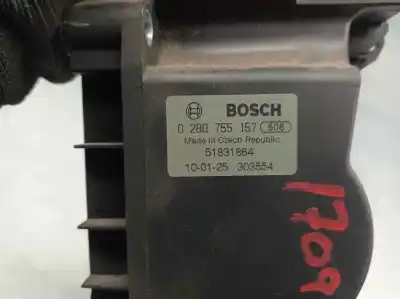 BOSCH
0 280 755 157 506
Made in Czech Republic
51831864
10-01-25 303554
1709